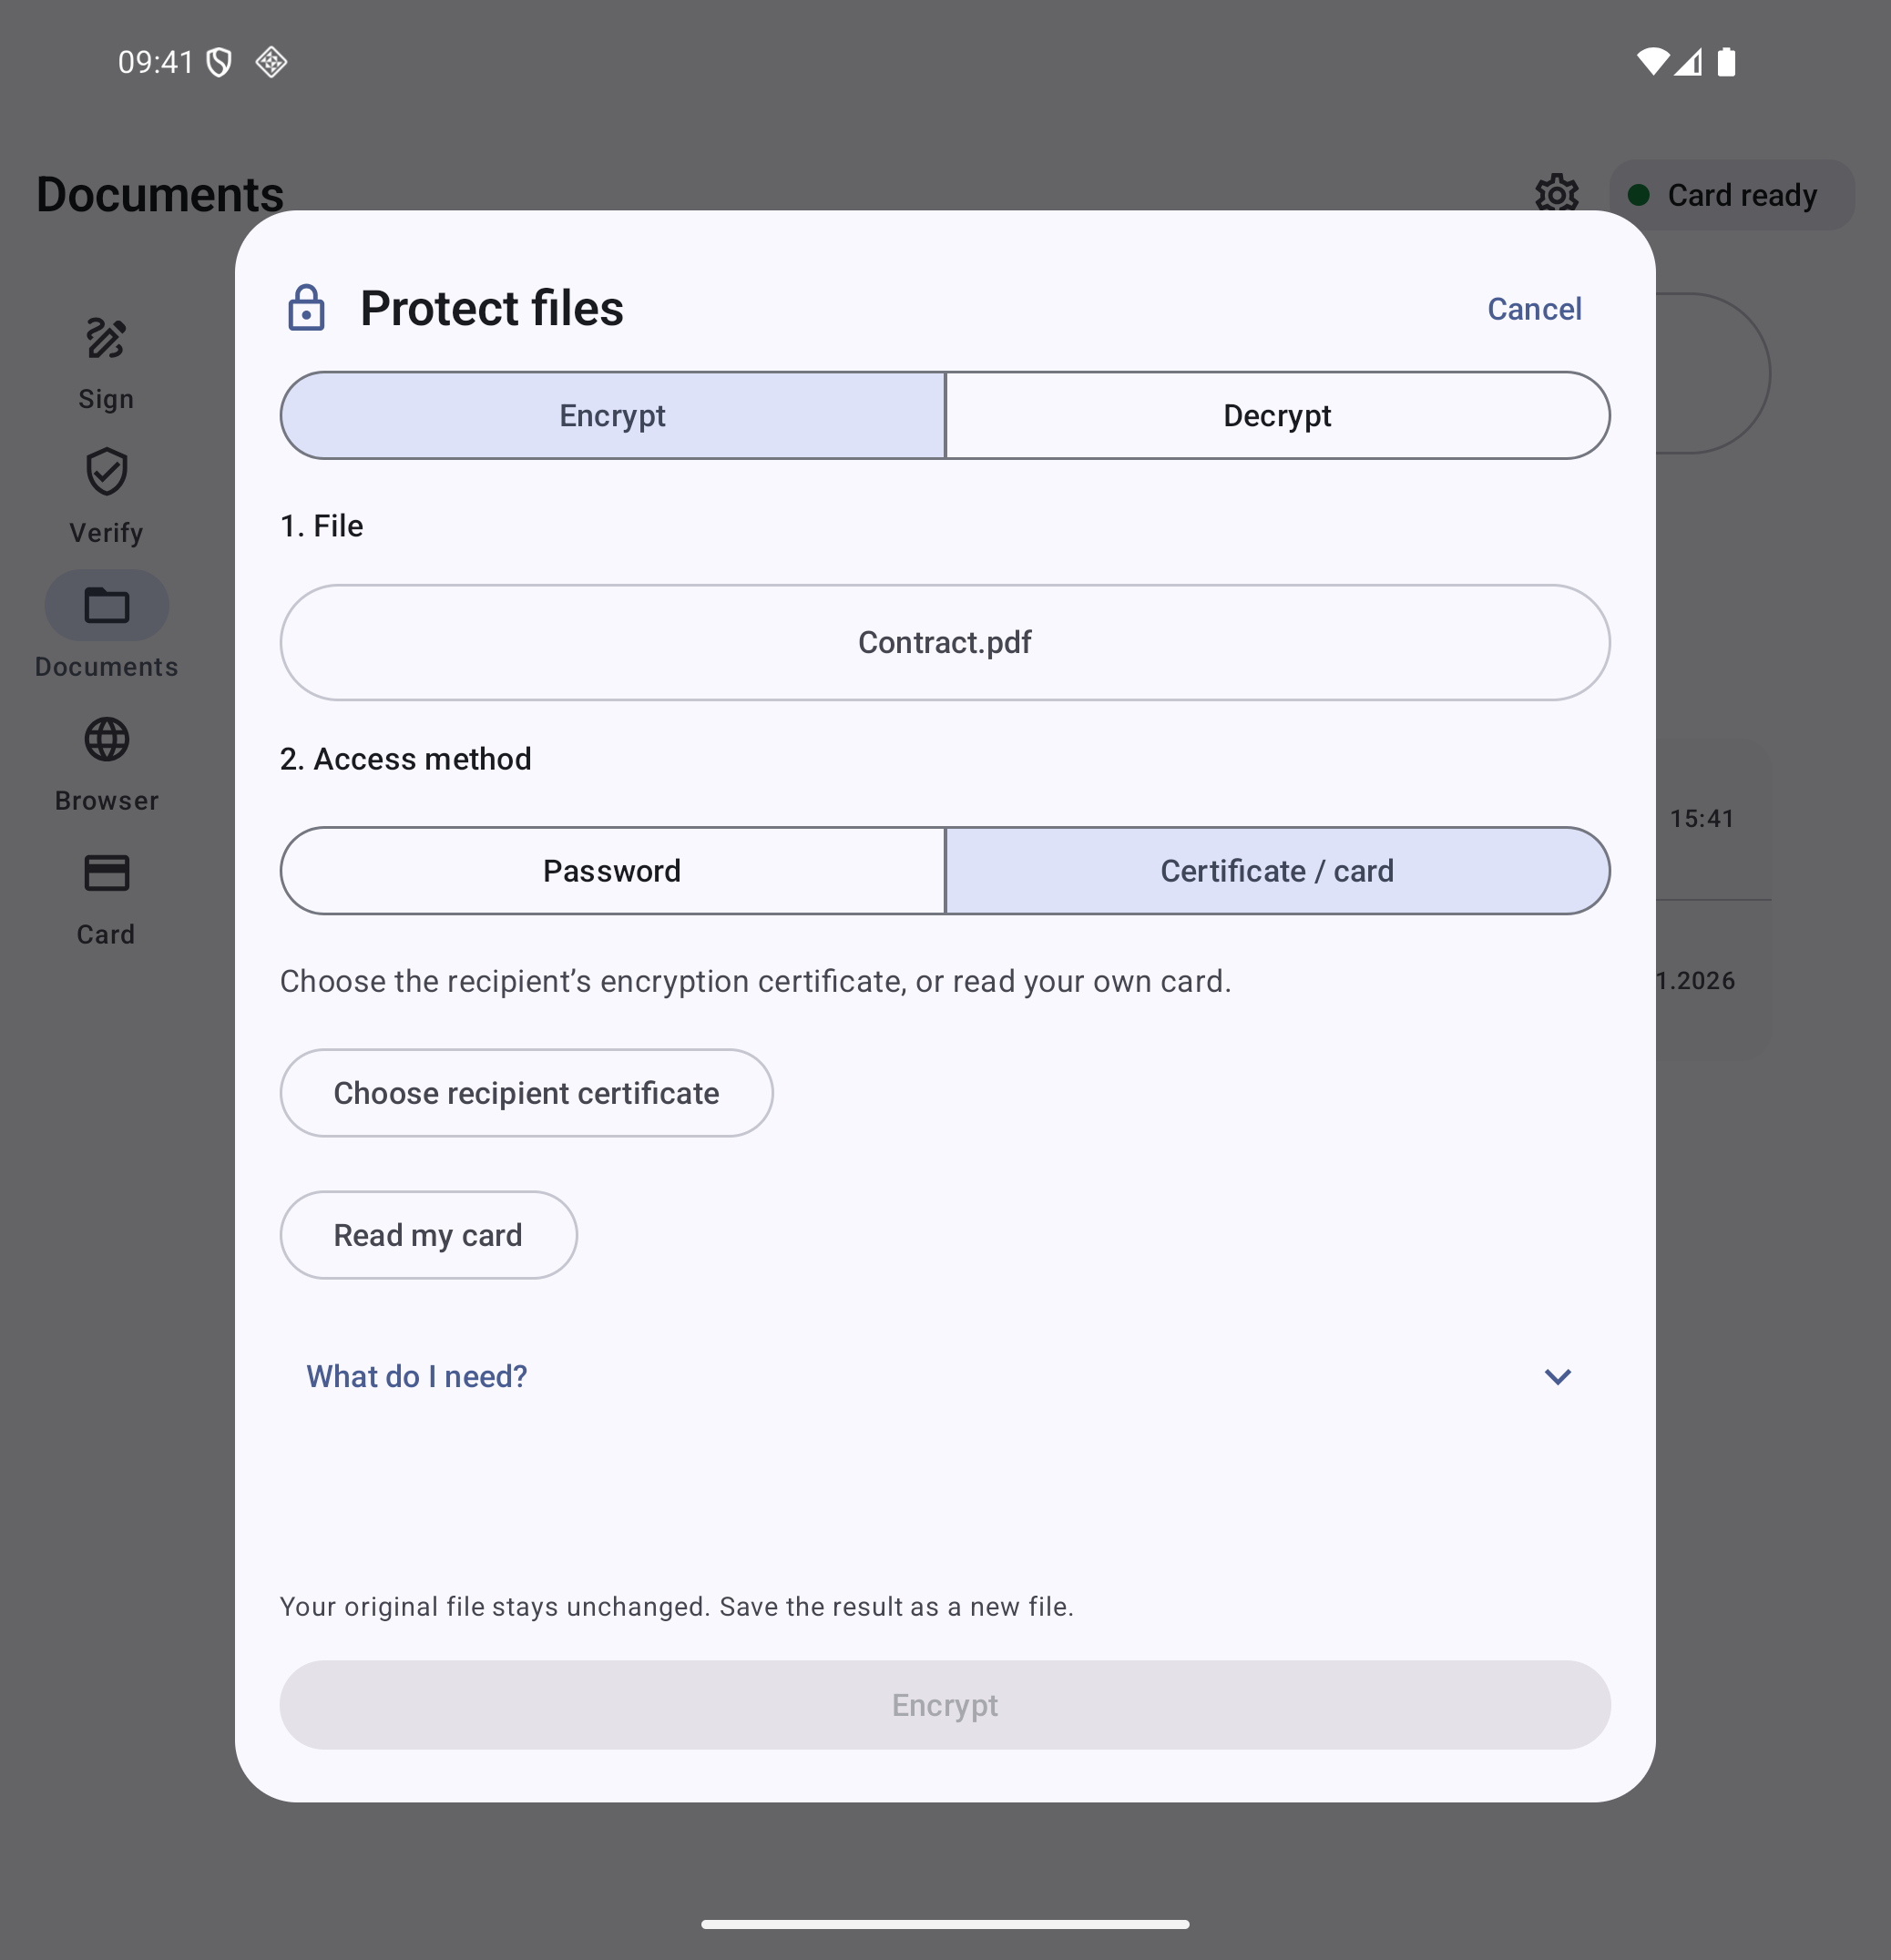 09:41
Documents
Card ready
Protect files
Cancel
Encrypt
Decrypt
Sign
Verify
Documents
Browser
Card
1. File
Contract.pdf
2. Access method
Password
Certificate / card
15:41
Choose the recipient’s encryption certificate, or read your own card.
1.2026
Choose recipient certificate
Read my card
What do I need?
Your original file stays unchanged. Save the result as a new file.
Encrypt